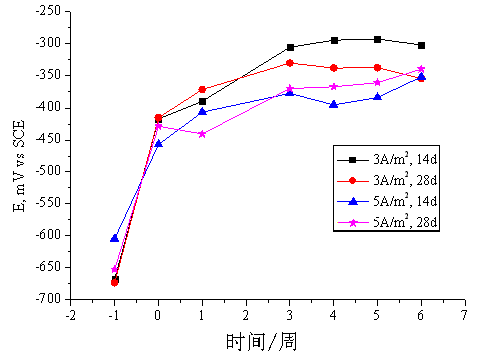 -250
-300
-350
-400
-450
-500
-550
-600
-650
-700
E, mV vs SCE
3A/m², 14d
3A/m², 28d
5A/m², 14d
5A/m², 28d
-2 -1 0 1 2 3 4 5 6 7
时间/周